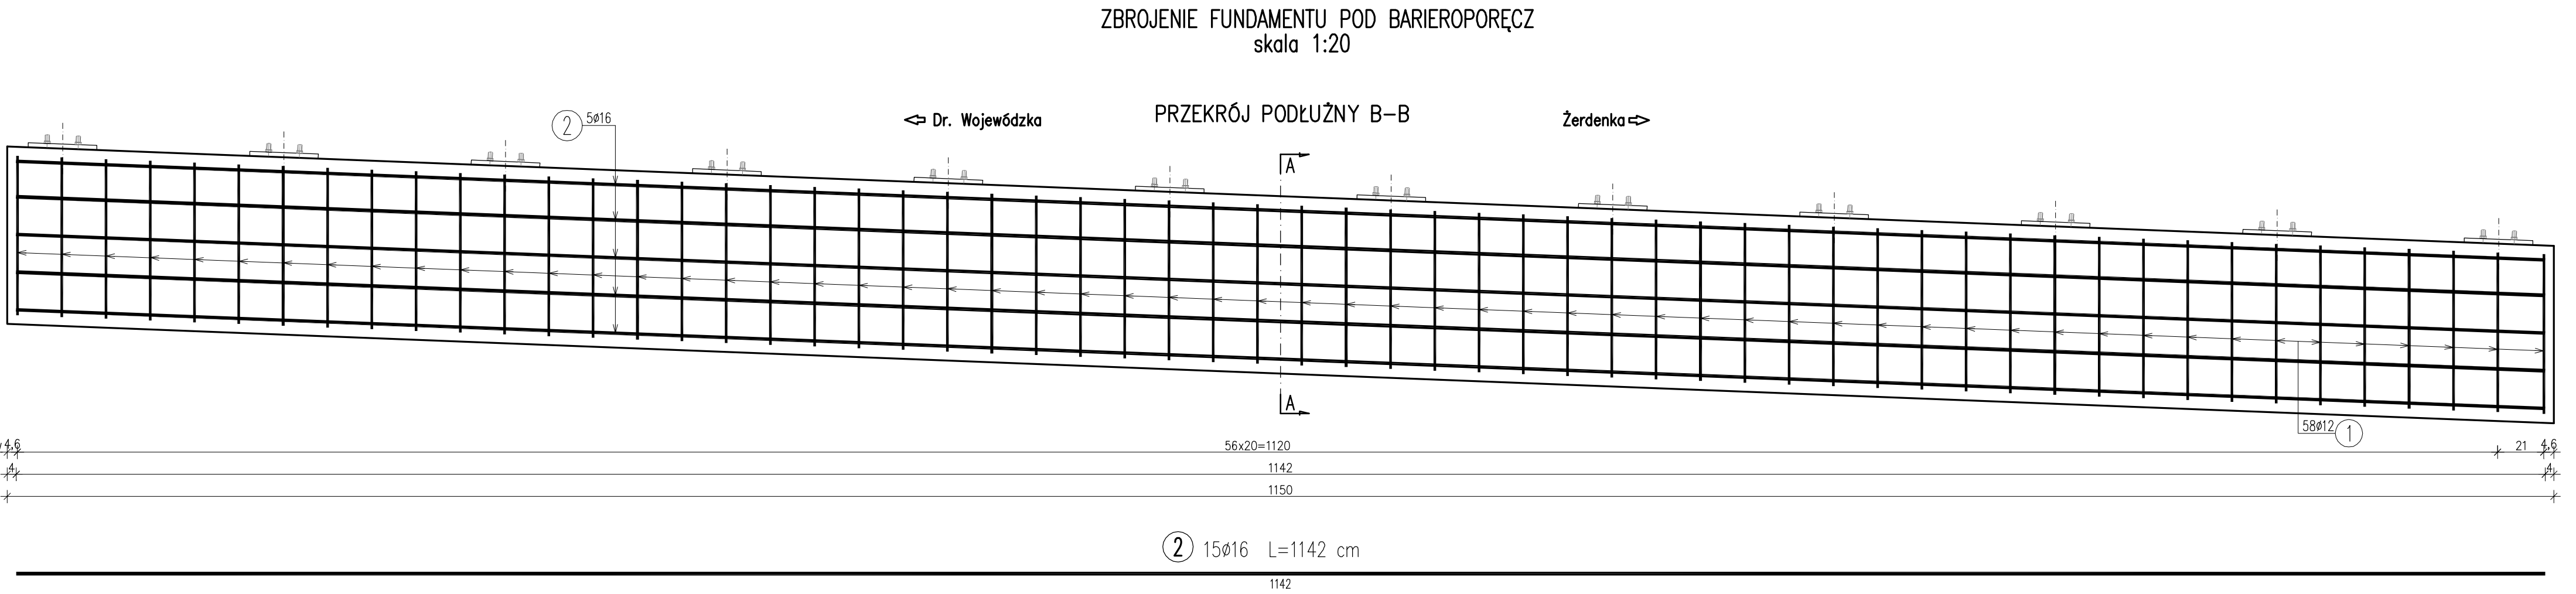 ZBROJENIE FUNDAMENTU POD BARIEROPORĘCZ
skala 1:20
Dr. Wojewódzka
PRZEKRÓJ PODŁUŻNY B-B
Żerdenka
2 5ø16
A
A
58ø12 1
4,6 56x20=1120 21 4,6
4 1142 4
1150
2 15ø16 L=1142 cm
1142